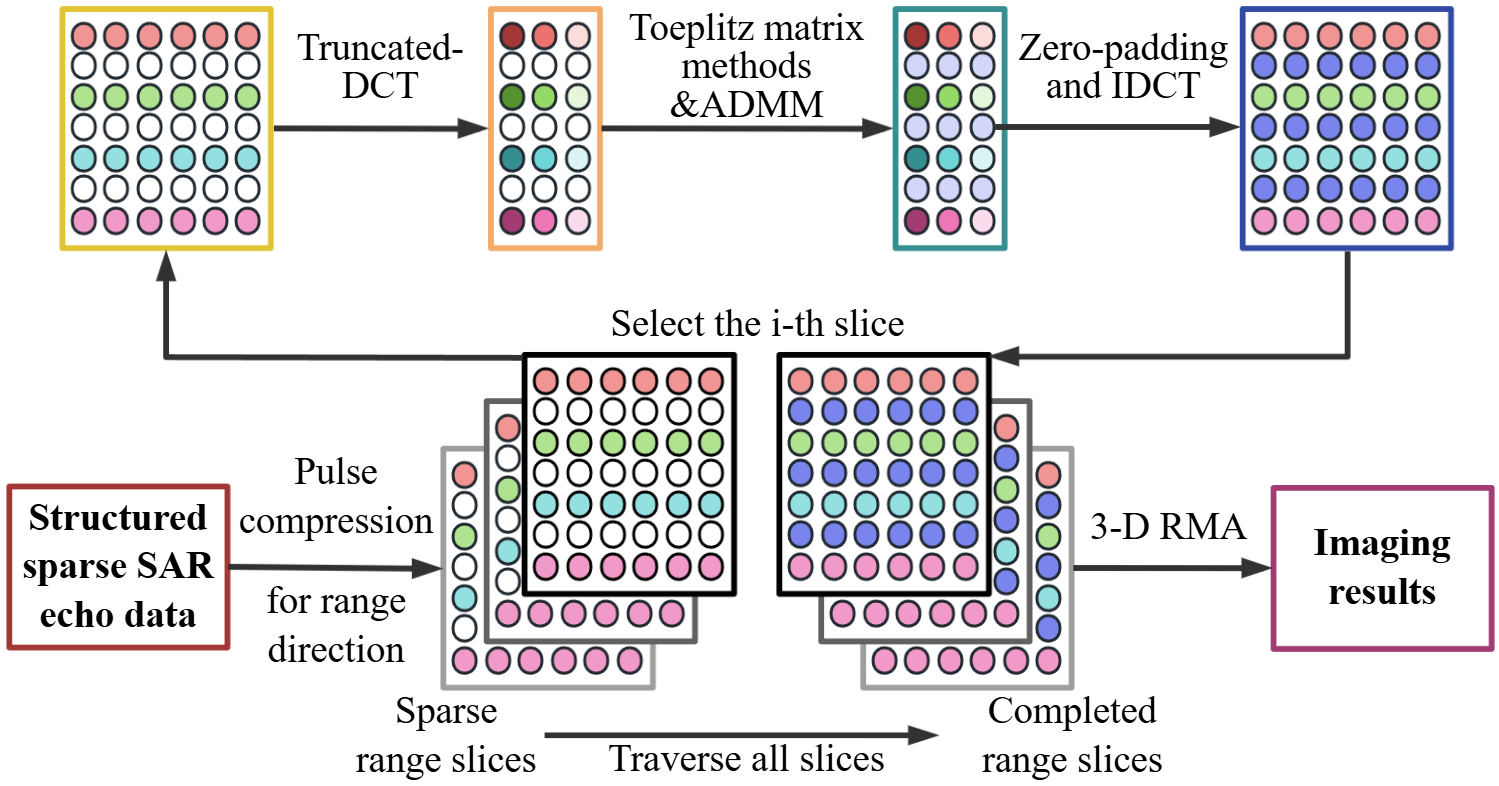 Truncated-
DCT
Toeplitz matrix
methods
&ADMM
Zero-padding
and IDCT
Select the i-th slice
Structured
sparse SAR
echo data
Pulse
compression
for range
direction
3-D RMA
Imaging
results
Sparse
range slices
Traverse all slices
Completed
range slices